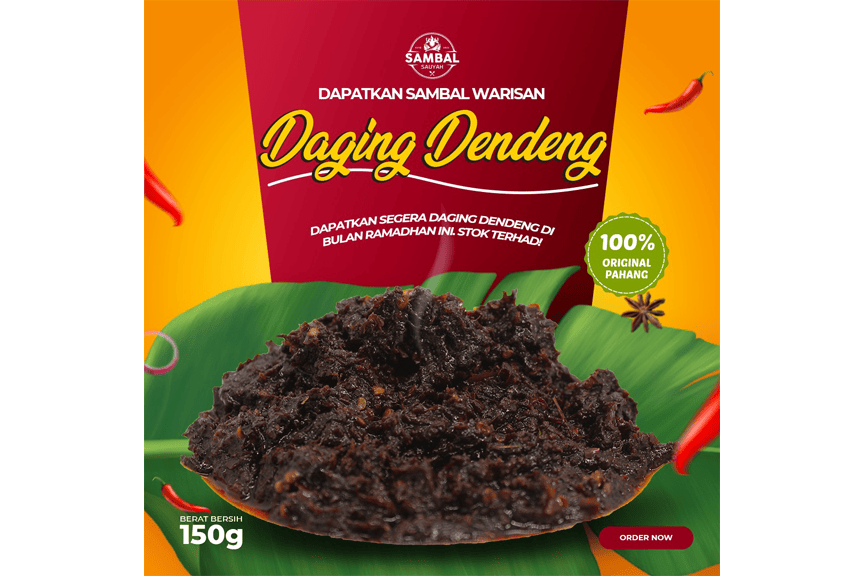 SAMBAL
SAUYAH
DAPATKAN SAMBAL WARISAN
Daging Dendeng
DAPATKAN SEGERA DAGING DENDENG DI
BULAN RAMADHAN INI. STOK TERHAD!
100%
ORIGINAL
PAHANG
BERAT BERSIH
150g
ORDER NOW